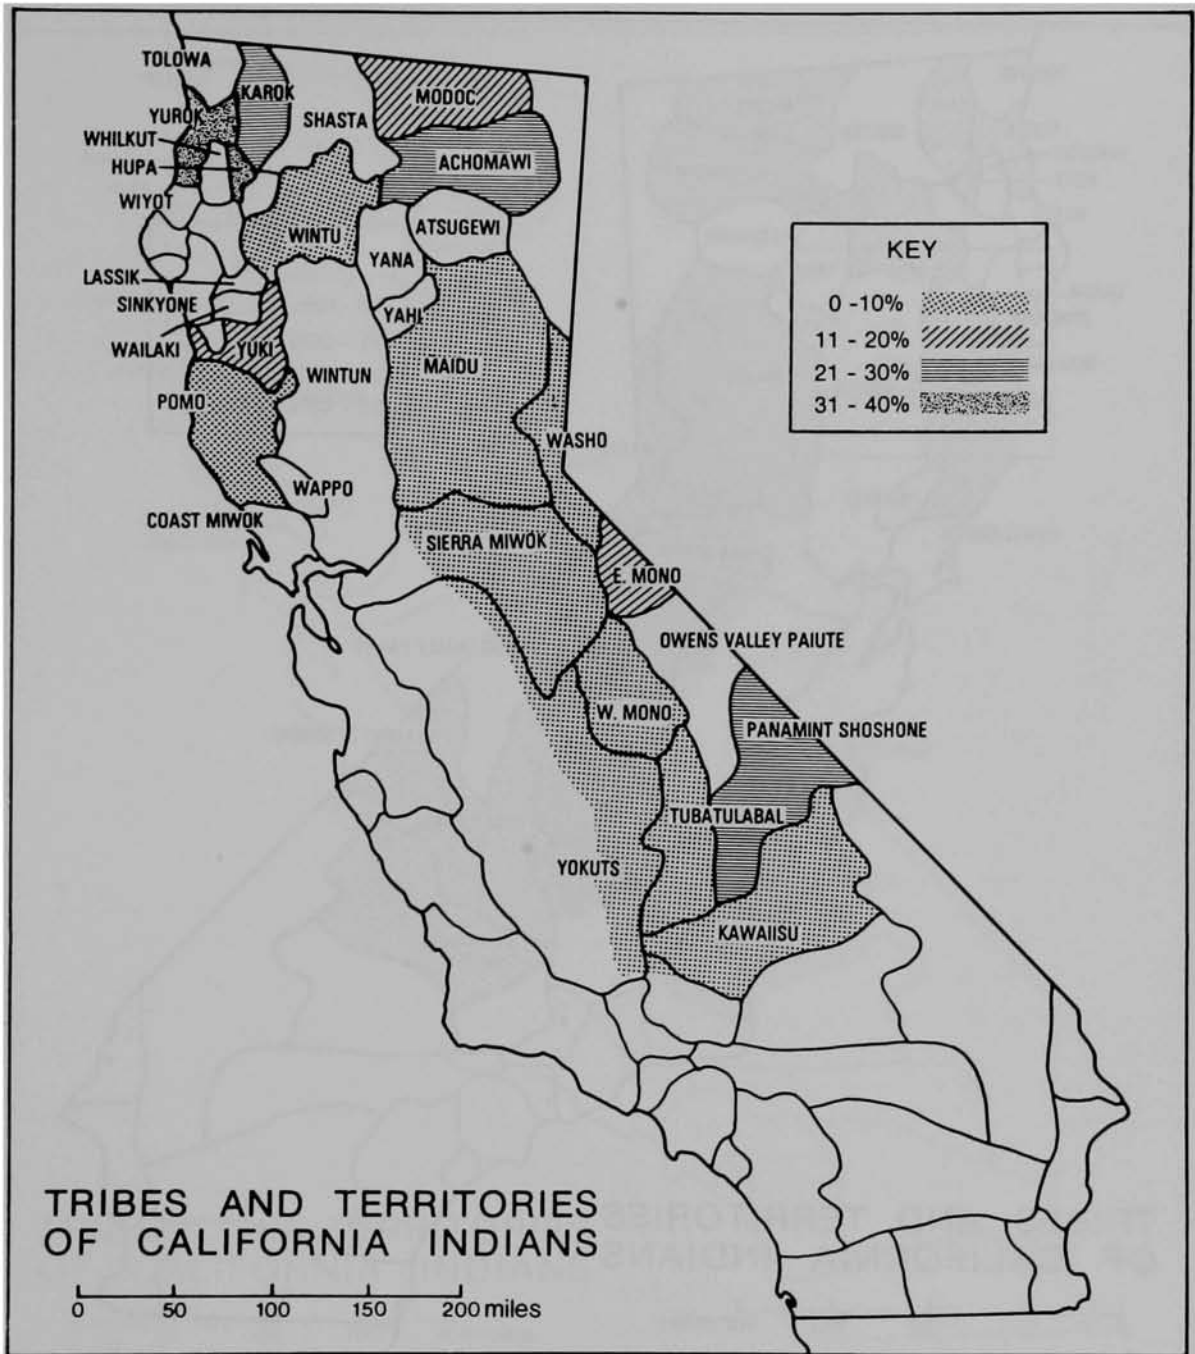 TOLOWA
KAROK
MODOC
YUROK
SHASTA
WHILKUT
ACHOMAWI
HUPA
WIYOT
ATSUGEWI
WINTU
YANA
LASSIK
SINKYONE
YAHI
WAILAKI
YUKI
MAIDU
WINTUN
POMO
WASHO
WAPPO
COAST MIWOK
SIERRA MIWOK
E. MONO
OWENS VALLEY PAIUTE
W. MONO
PANAMINT SHOSHONE
TUBATULABAL
YOKUTS
KAWAIISU
KEY
0 -10%
11 - 20%
21 - 30%
31 - 40%
TRIBES AND TERRITORIES
OF CALIFORNIA INDIANS
0 50 100 150 200 miles